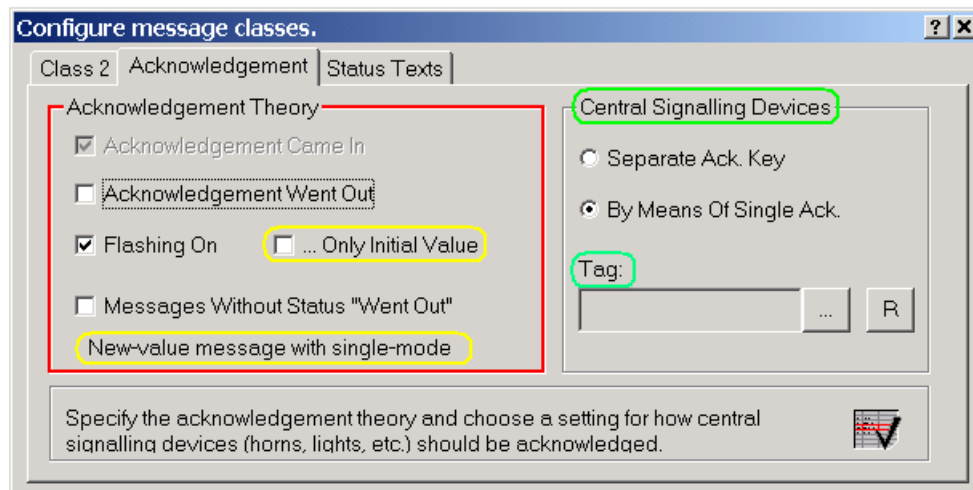 Configure message classes.
Class 2
Acknowledgement
Status Texts
Acknowledgement Theory
Acknowledgement Came In
Acknowledgement Went Out
Flashing On
... Only Initial Value
Messages Without Status "Went Out"
New-value message with single-mode
Central Signalling Devices
Separate Ack. Key
By Means Of Single Ack.
Tag:
...
R
Specify the acknowledgement theory and choose a setting for how central
signalling devices (horns, lights, etc.) should be acknowledged.